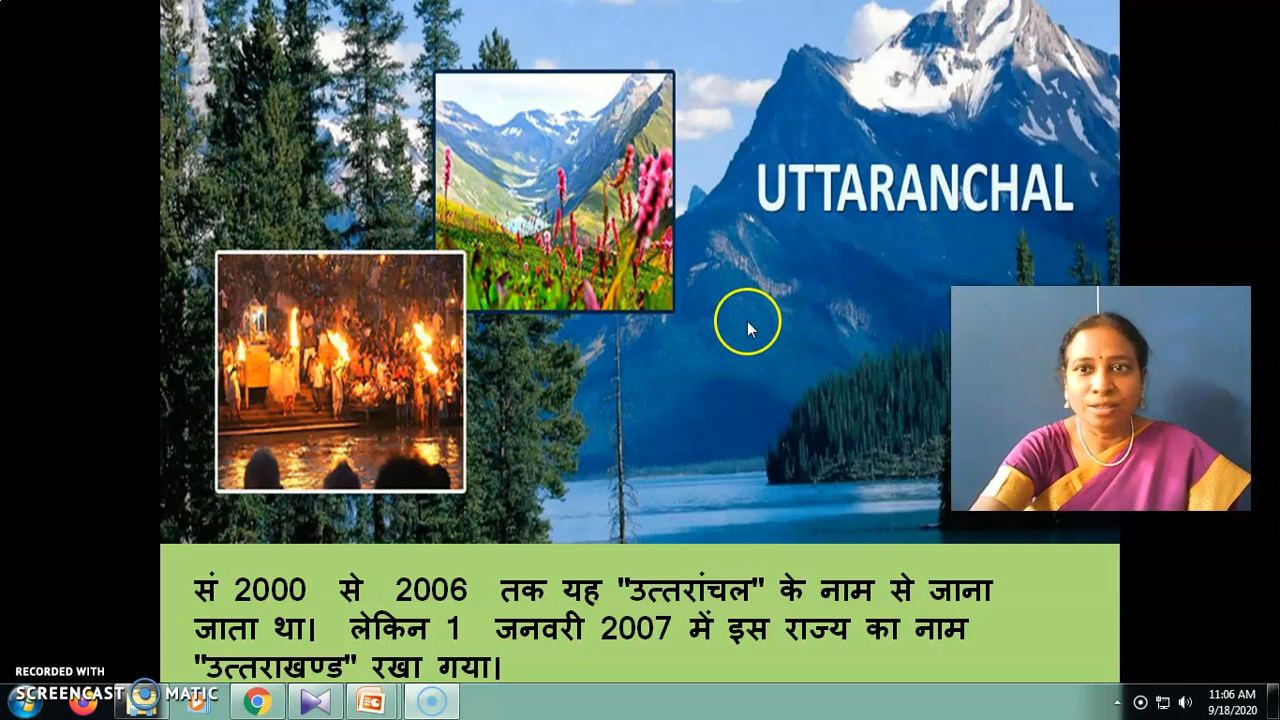 UTTARANCHAL
सं 2000 से 2006 तक यह "उत्तरांचल" के नाम से जाना
जाता था। लेकिन 1 जनवरी 2007 में इस राज्य का नाम
"उत्तराखण्ड" रखा गया।
RECORDED WITH
SCREENCAST MATIC
11:06 AM
9/18/2020